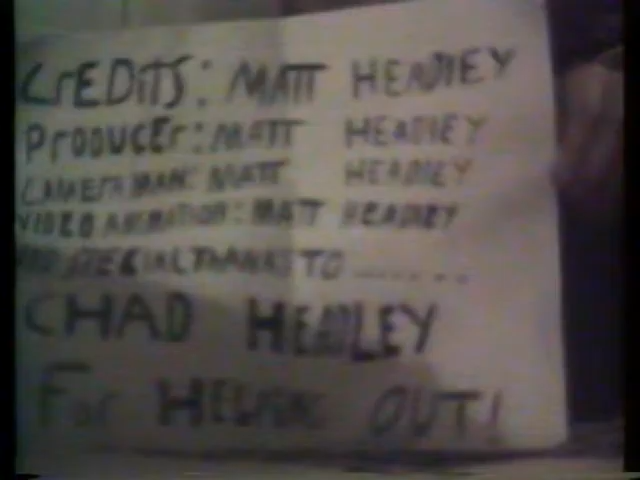 CrEDITS: MATT HEADLEY
ProDUCEr: MATT HEADLEY
CAMERAMAN: MATT HEADLEY
VIDEO ANIMATION: MATT HEADLEY
AND SPECIAL THANKS TO .......
CHAD HEADLEY
For HELPING OUT!